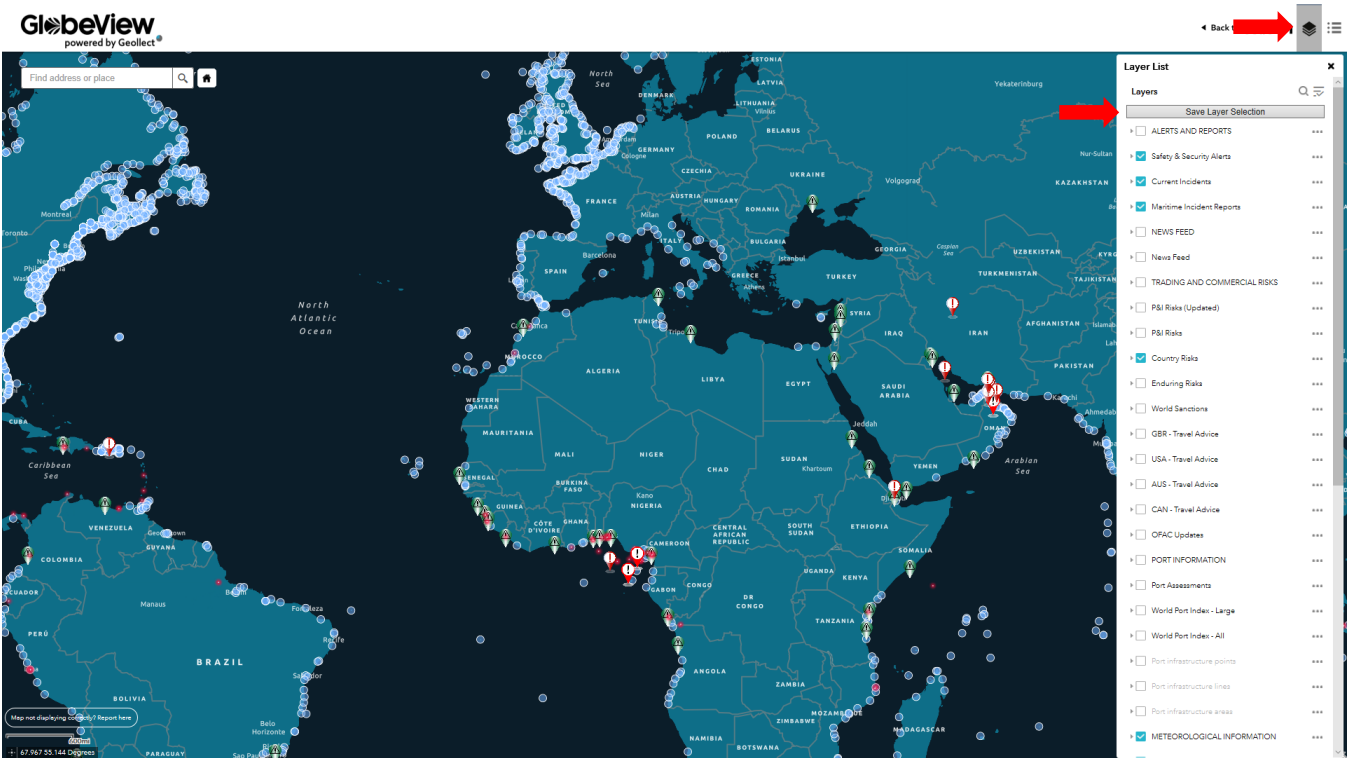 GlobeView
powered by Geollect
Back t
Find address or place
Layer List
Layers
Save Layer Selection
ALERTS AND REPORTS
Safety & Security Alerts
Current Incidents
Maritime Incident Reports
NEWS FEED
News Feed
TRADING AND COMMERCIAL RISKS
P&I Risks (Updated)
P&I Risks
Country Risks
Enduring Risks
World Sanctions
GBR - Travel Advice
USA - Travel Advice
AUS - Travel Advice
CAN - Travel Advice
OFAC Updates
PORT INFORMATION
Port Assessments
World Port Index - Large
World Port Index - All
Port infrastructure points
Port infrastructure lines
Port infrastructure areas
METEOROLOGICAL INFORMATION
ESTONIA
North
Sea
LATVIA
Yekaterinburg
DENMARK
LITHUANIA
Vilnius
POLAND
BELARUS
GERMANY
Cologne
Nur-Sultan
CZECHIA
UKRAINE
Volgograd
KAZAKHSTAN
FRANCE
AUSTRIA
HUNGARY
Milan
ROMANIA
Montreal
Toronto
ITALY
BULGARIA
GEORGIA
Caspian
Sea
UZBEKISTAN
Barcelona
Istanbul
SPAIN
GREECE
Athens
TURKEY
TURKMENISTAN
TAJIKISTAN
North
Atlantic
Ocean
SYRIA
IRAQ
IRAN
AFGHANISTAN
MOROCCO
ALGERIA
LIBYA
EGYPT
PAKISTAN
SAUDI
ARABIA
WESTERN
SAHARA
Karachi
CUBA
Jeddah
OMAN
MAURITANIA
MALI
NIGER
CHAD
SUDAN
Khartoum
YEMEN
Arabian
Sea
Caribbean
Sea
SENEGAL
BURKINA
FASO
Kano
NIGERIA
GUINEA
CÔTE
D'IVOIRE
GHANA
CENTRAL
AFRICAN
REPUBLIC
SOUTH
SUDAN
ETHIOPIA
VENEZUELA
GUYANA
COLOMBIA
CAMEROON
SOMALIA
UGANDA
KENYA
GABON
CONGO
DR
CONGO
Manaus
TANZANIA
PERÚ
Recife
BRAZIL
Salvador
ANGOLA
ZAMBIA
BOLIVIA
MOZAMBIQUE
ZIMBABWE
MADAGASCAR
Belo
Horizonte
NAMIBIA
BOTSWANA
PARAGUAY
Map not displaying correctly? Report here
600mi
67.967 55.144 Degrees